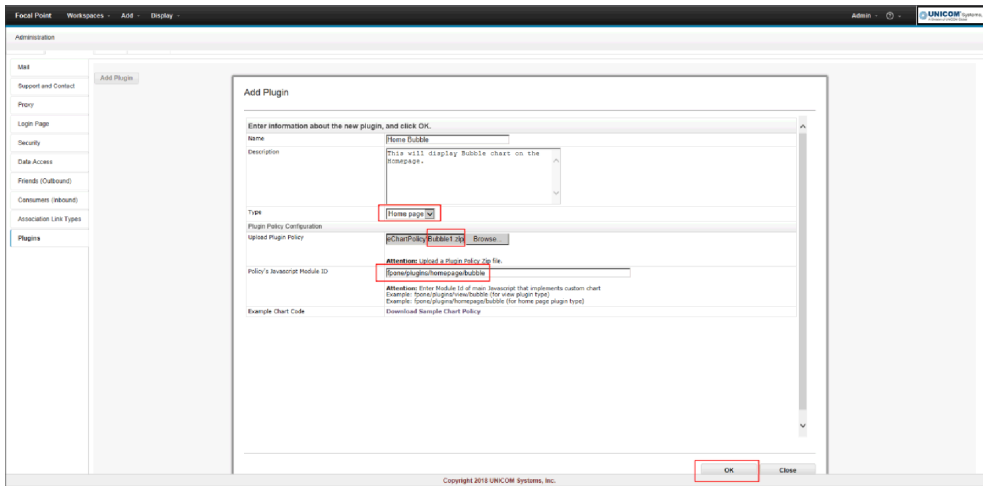 Focal Point Workspaces Add Display Admin UNICOM Systems,
Administration
Mail
Support and Contact
Proxy
Login Page
Security
Data Access
Friends (Outbound)
Consumers (Inbound)
Association Link Types
Plugins
Add Plugin
Add Plugin
Enter information about the new plugin, and click OK.
Name Home Bubble
Description This will display Bubble chart on the
Homepage.
Type Home page
Plugin Policy Configuration
Upload Plugin Policy eChartPolicy\Bubble1.zip Browse...
Attention: Upload a Plugin Policy Zip file.
Policy's Javascript Module ID fpone/plugins/homepage/bubble
Attention: Enter Module Id of main Javascript that implements custom chart
Example: fpone/plugins/view/bubble (for view plugin type)
Example: fpone/plugins/homepage/bubble (for home page plugin type)
Example Chart Code Download Sample Chart Policy
OK Close
Copyright 2018 UNICOM Systems, Inc.